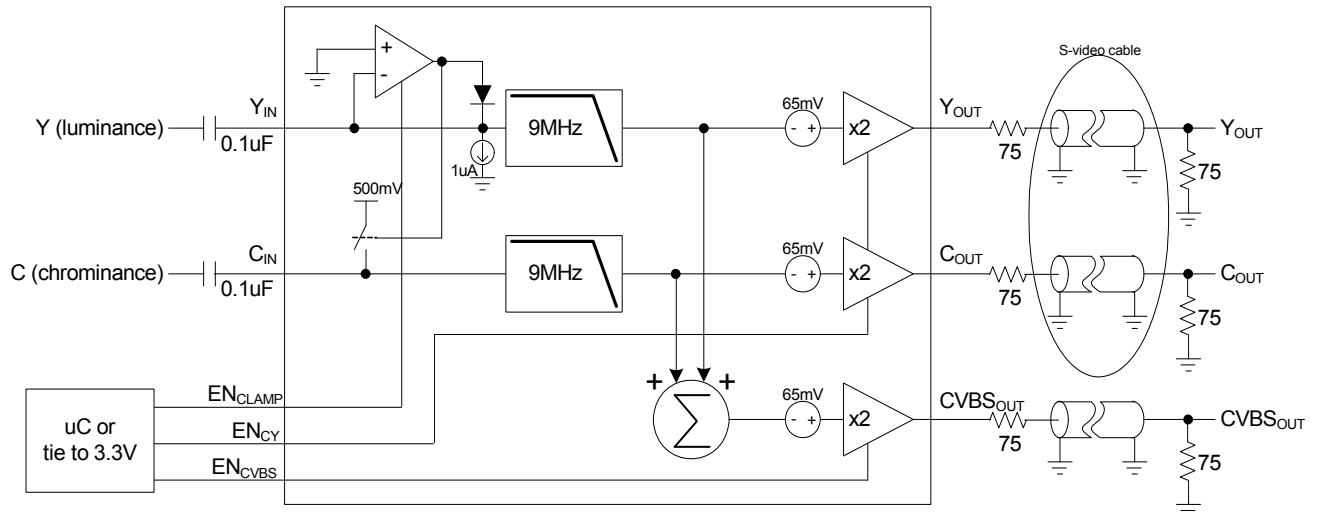 S-video cable
+
-
Y (luminance)
0.1uF
YIN
1uA
9MHz
65mV
- +
x2
YOUT
75
YOUT
75
500mV
C (chrominance)
0.1uF
CIN
9MHz
65mV
- +
x2
COUT
75
COUT
75
+ +
Σ
65mV
- +
x2
CVBSOUT
75
CVBSOUT
75
uC or
tie to 3.3V
ENCLAMP
ENCY
ENCVBS